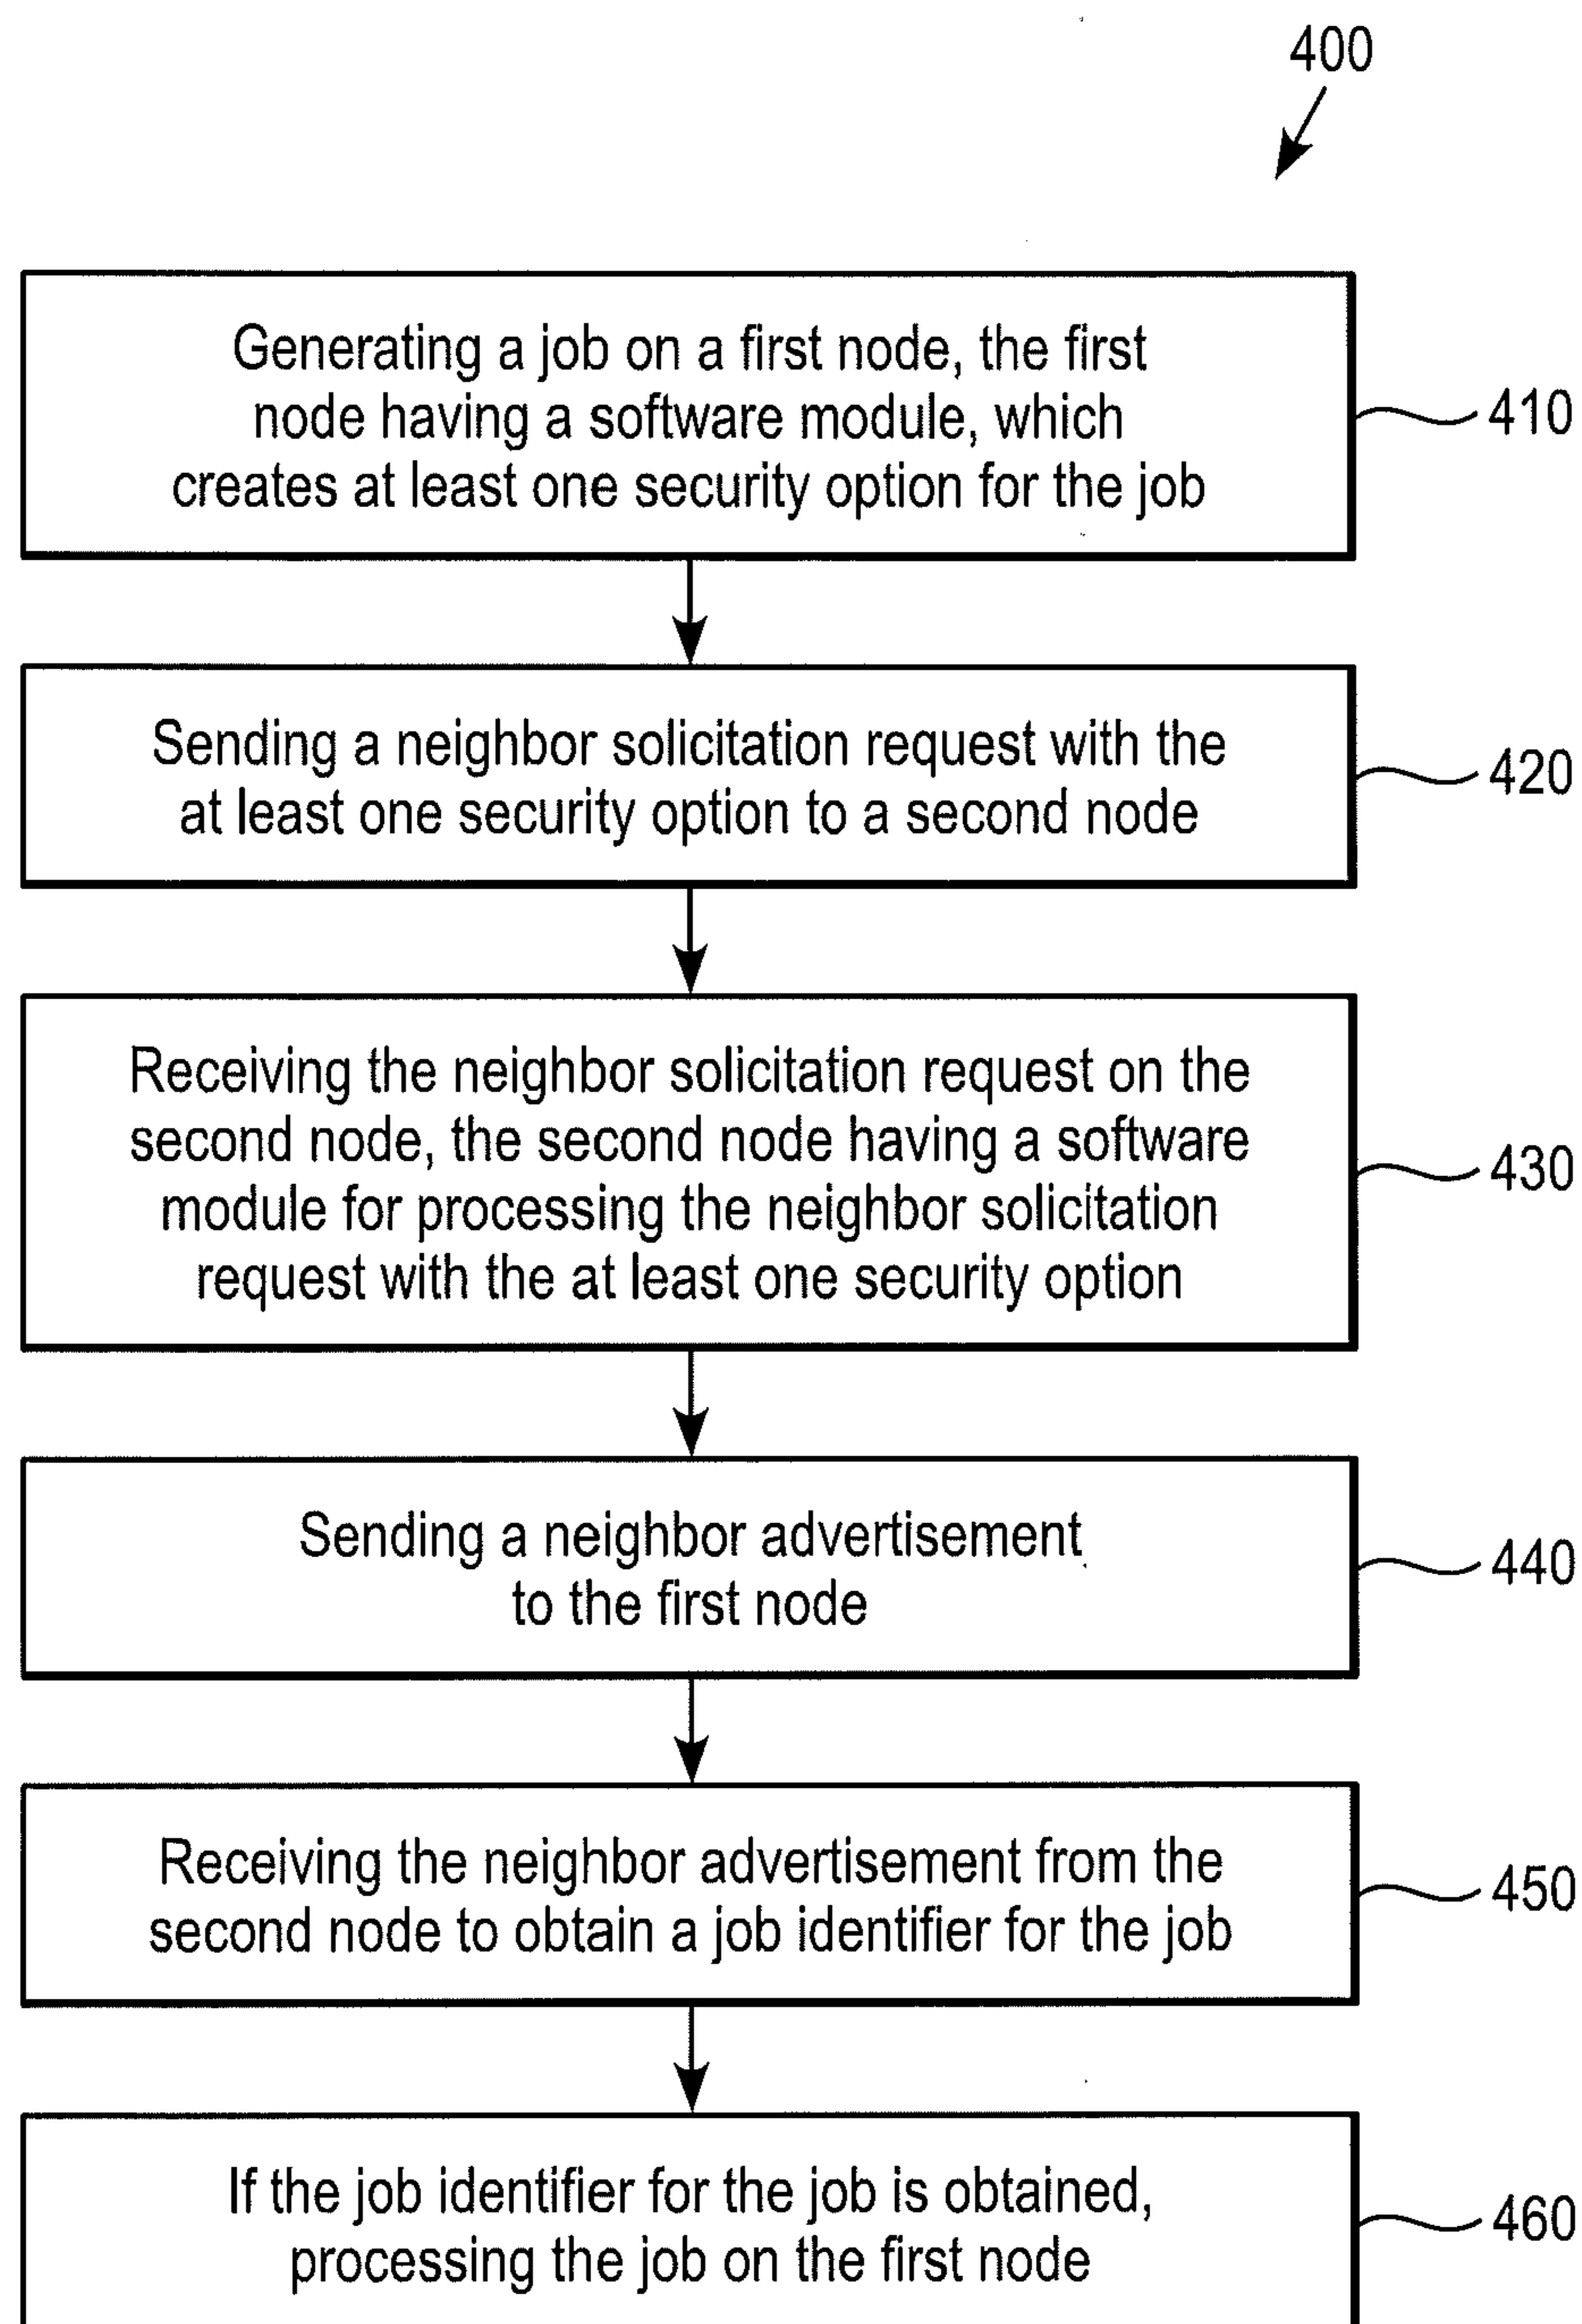 400
Generating a job on a first node, the first
node having a software module, which
creates at least one security option for the job
410
Sending a neighbor solicitation request with the
at least one security option to a second node
420
Receiving the neighbor solicitation request on the
second node, the second node having a software
module for processing the neighbor solicitation
request with the at least one security option
430
Sending a neighbor advertisement
to the first node
440
Receiving the neighbor advertisement from the
second node to obtain a job identifier for the job
450
If the job identifier for the job is obtained,
processing the job on the first node
460